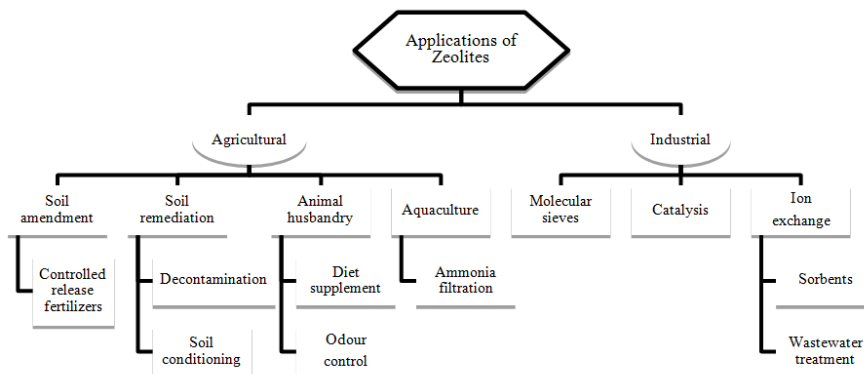 Applications of
Zeolites
Agricultural
Industrial
Soil
amendment
Soil
remediation
Animal
husbandry
Aquaculture
Molecular
sieves
Catalysis
Ion
exchange
Controlled
release
fertilizers
Decontamination
Diet
supplement
Ammonia
filtration
Sorbents
Soil
conditioning
Odour
control
Wastewater
treatment